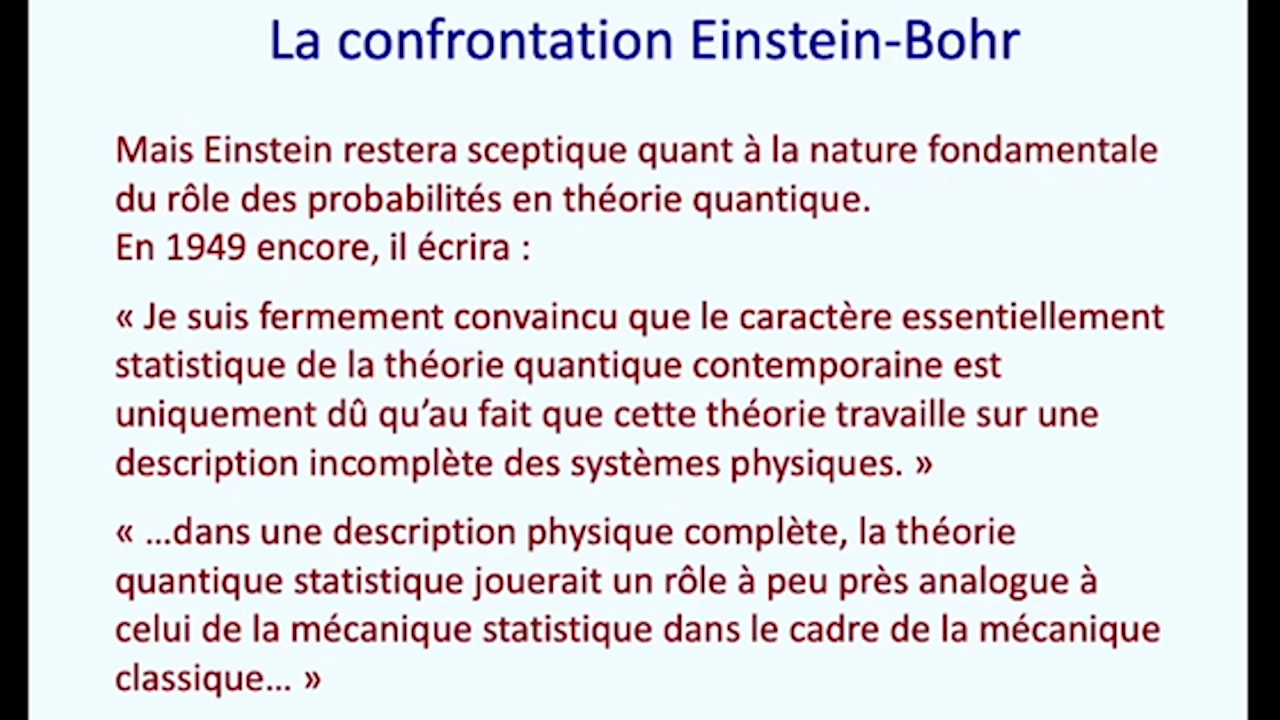 La confrontation Einstein-Bohr
Mais Einstein restera sceptique quant à la nature fondamentale
du rôle des probabilités en théorie quantique.
En 1949 encore, il écrira :
« Je suis fermement convaincu que le caractère essentiellement
statistique de la théorie quantique contemporaine est
uniquement dû qu’au fait que cette théorie travaille sur une
description incomplète des systèmes physiques. »
« …dans une description physique complète, la théorie
quantique statistique jouerait un rôle à peu près analogue à
celui de la mécanique statistique dans le cadre de la mécanique
classique… »